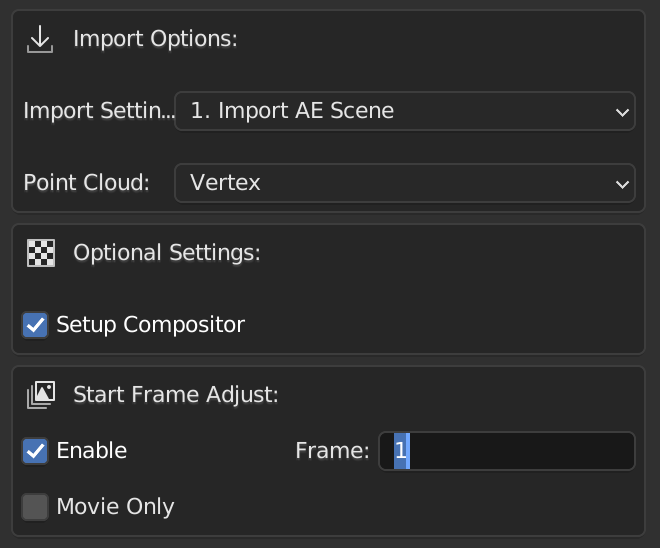 Import Options:
Import Settin... 1. Import AE Scene
Point Cloud: Vertex
Optional Settings:
Setup Compositor
Start Frame Adjust:
Enable Frame: 1
Movie Only